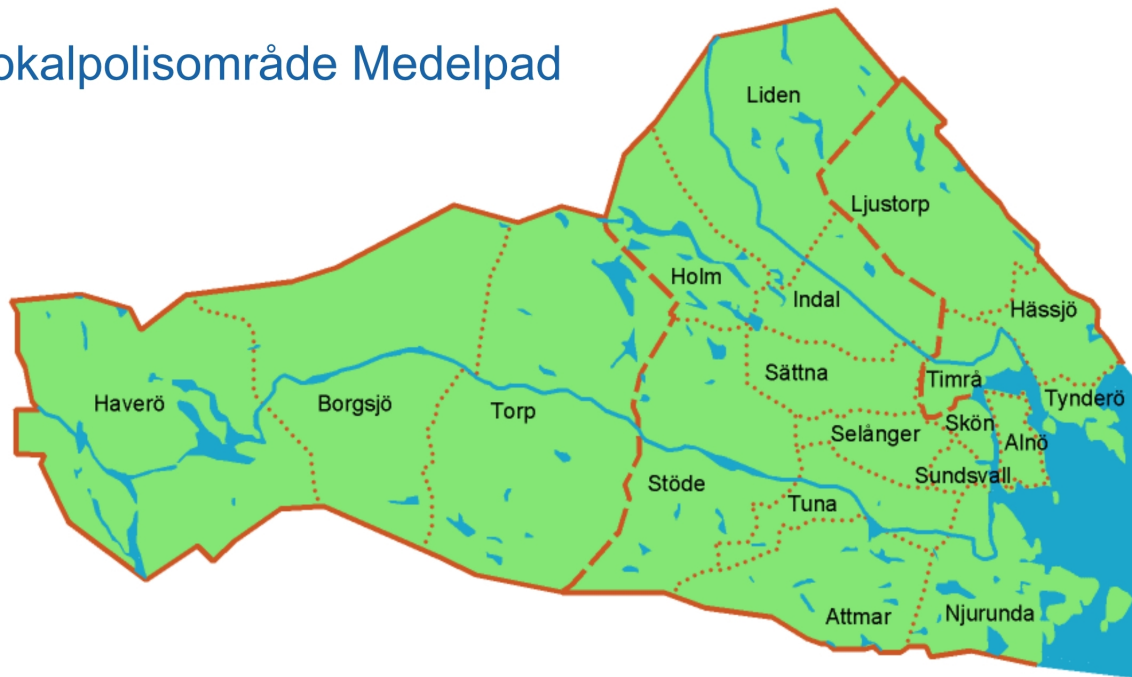 okalpolisområde Medelpad
Liden
Ljustorp
Holm
Indal
Hässjö
Sättna
Timrå
Haverö
Borgsjö
Torp
Tynderö
Skön
Selånger
Alnö
Sundsvall
Stöde
Tuna
Attmar
Njurunda